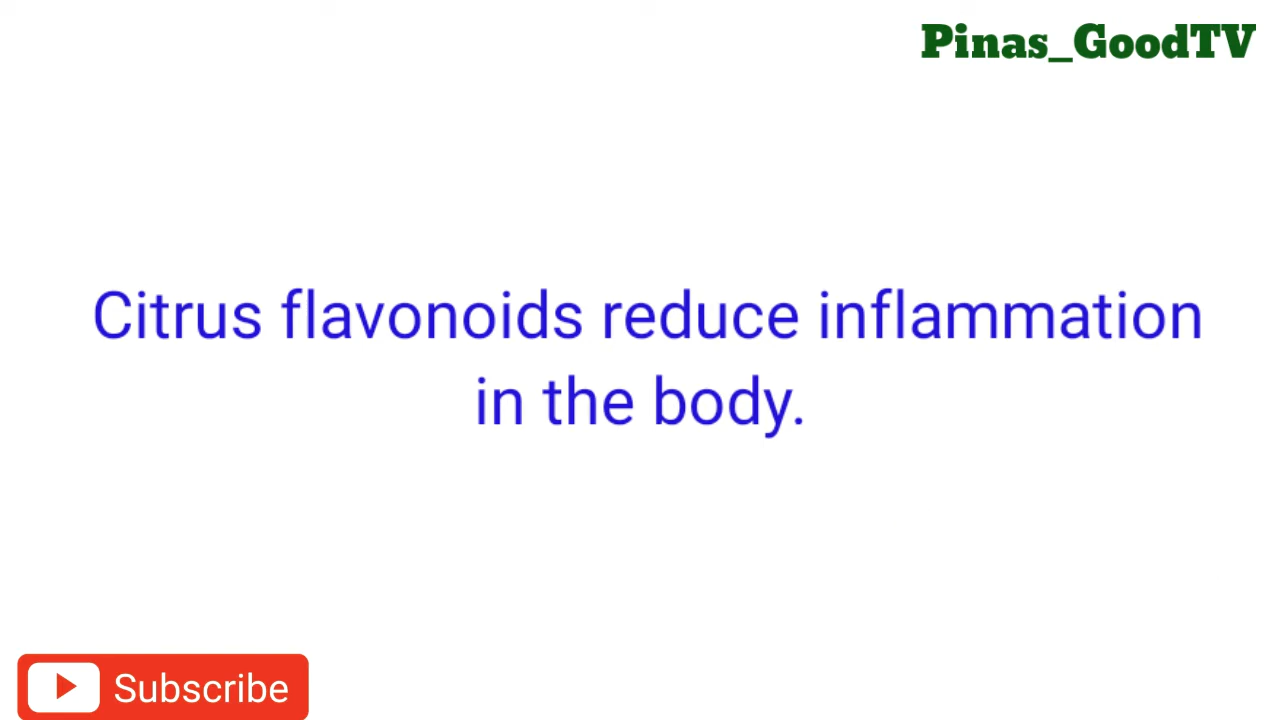 Pinas_GoodTV
Citrus flavonoids reduce inflammation
in the body.
Subscribe